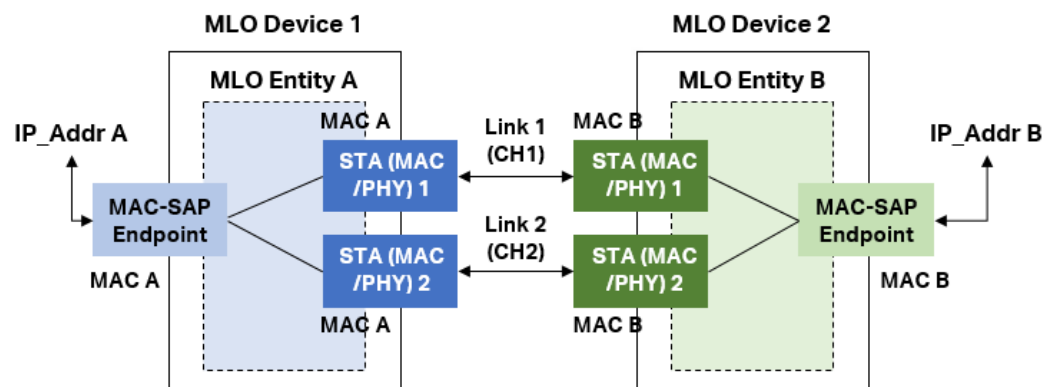 MLO Device 1
MLO Device 2
MLO Entity A
MLO Entity B
IP_Addr A
MAC A
Link 1
(CH1)
MAC B
IP_Addr B
STA (MAC
/PHY) 1
STA (MAC
/PHY) 1
MAC-SAP
Endpoint
MAC-SAP
Endpoint
Link 2
(CH2)
STA (MAC
/PHY) 2
STA (MAC
/PHY) 2
MAC A
MAC B
MAC A
MAC B